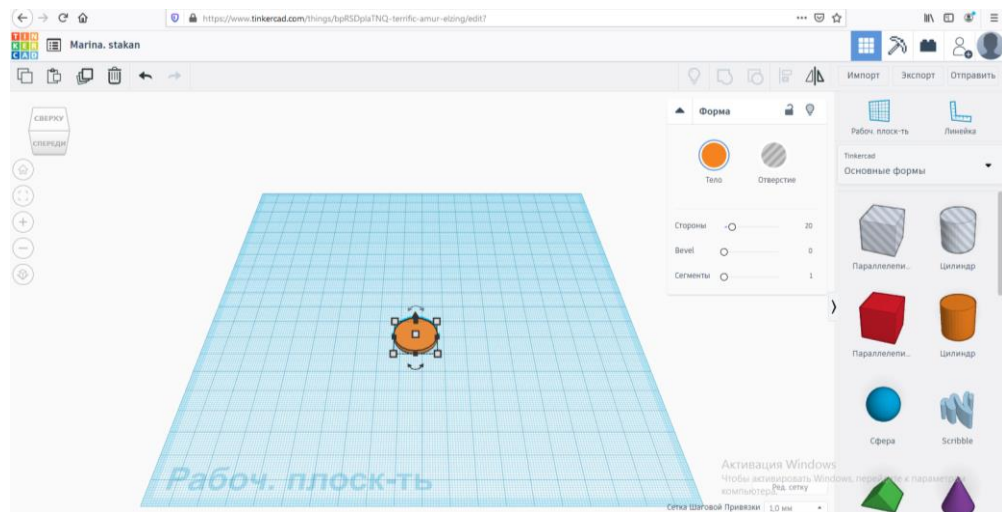 https://www.tinkercad.com/things/bpRSDplaTNQ-terrific-amur-elzing/edit?
TIN
KER
CAD
Marina. stakan
Импорт
Экспорт
Отправить
СВЕРХУ
СПЕРЕДИ
Форма
Тело
Отверстие
Стороны
20
Bevel
0
Сегменты
1
Рабоч. плоск-ть
Линейка
Tinkercad
Основные формы
Параллелепи...
Цилиндр
Параллелепи...
Цилиндр
Сфера
Scribble
Рабоч. плоск-ть
Активация Windows
Чтобы активировать Windows, перейдите к параметрам
компьютера.
Ред. сетку
Сетка Шаговой Привязки
1,0 мм